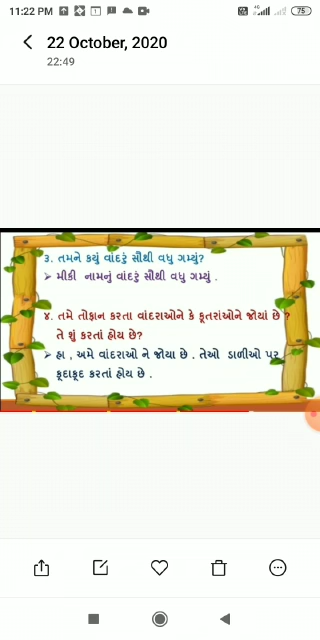 11:22 PM
75
22 October, 2020
22:49
૩. તમને કયું વાંદરું સૌથી વધુ ગમ્યું?
➢ મીકી નામનું વાંદરું સૌથી વધુ ગમ્યું .
૪. તમે તોફાન કરતા વાંદરાઓને કે કૂતરાંઓને જોયાં છે ?
તે શું કરતાં હોય છે?
➢ હા , અમે વાંદરાઓ ને જોયા છે . તેઓ ડાળીઓ પર
કૂદાકૂદ કરતાં હોય છે .